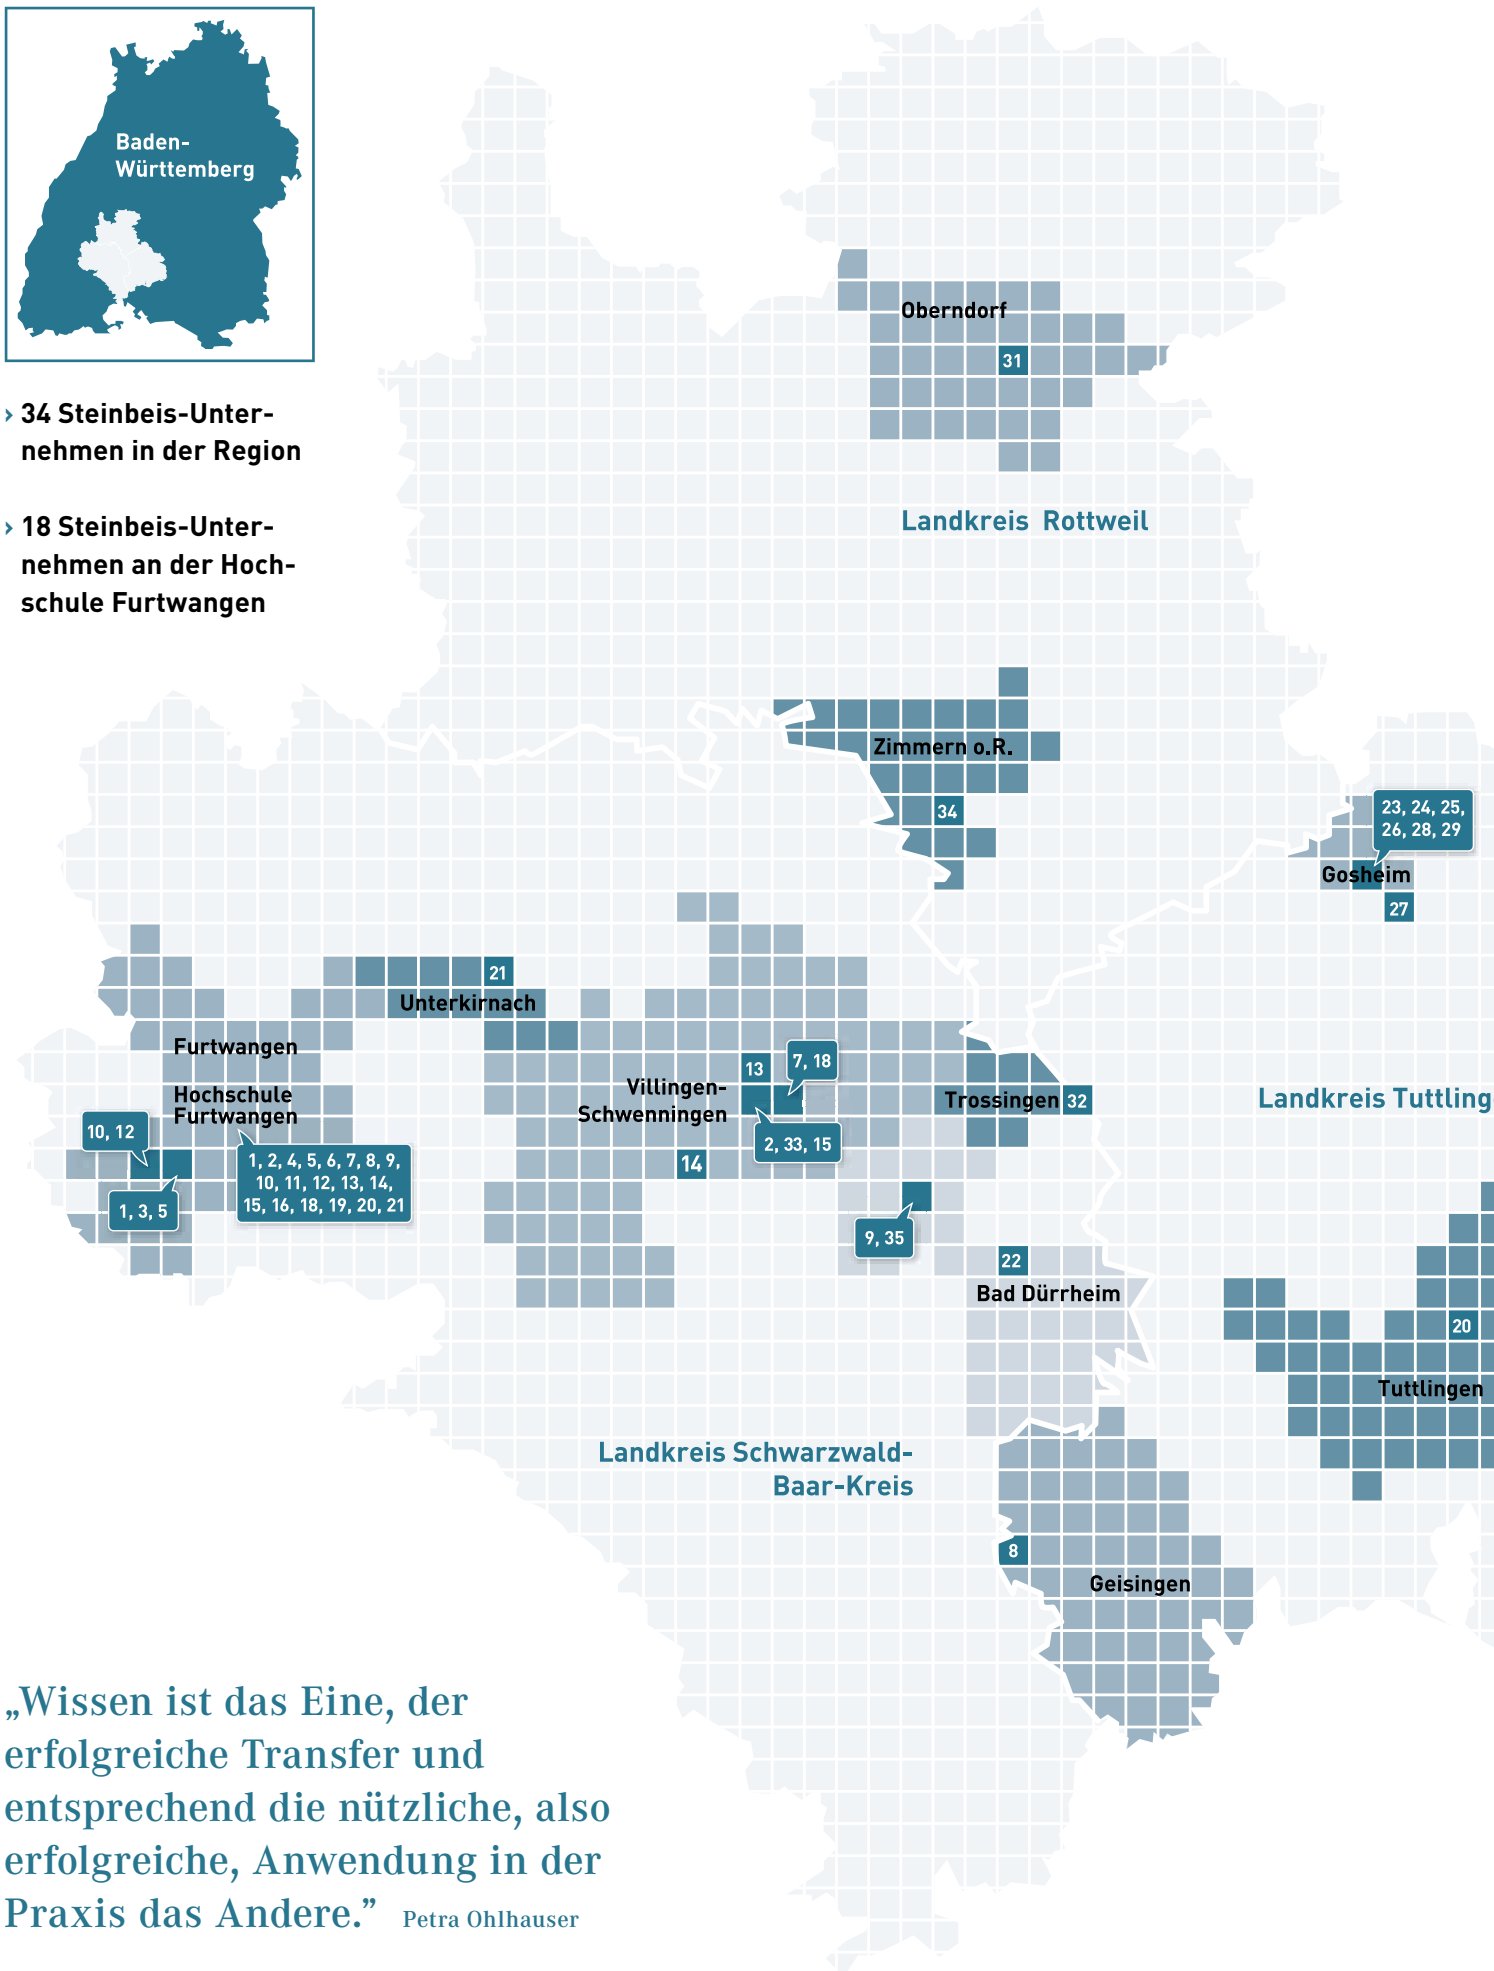 Baden-
Württemberg
› 34 Steinbeis-Unter-
nehmen in der Region
› 18 Steinbeis-Unter-
nehmen an der Hoch-
schule Furtwangen
Oberndorf
31
Landkreis Rottweil
Zimmern o.R.
34
23, 24, 25,
26, 28, 29
Gosheim
27
21
Unterkirnach
Furtwangen
Hochschule
Furtwangen
10, 12
1, 2, 4, 5, 6, 7, 8, 9,
10, 11, 12, 13, 14,
15, 16, 18, 19, 20, 21
1, 3, 5
13
7, 18
Villingen-
Schwenningen
2, 33, 15
14
Trossingen
32
Landkreis Tuttling
9, 35
22
Bad Dürrheim
20
Tuttlingen
Landkreis Schwarzwald-
Baar-Kreis
8
Geisingen
„Wissen ist das Eine, der
erfolgreiche Transfer und
entsprechend die nützliche, also
erfolgreiche, Anwendung in der
Praxis das Andere.” Petra Ohlhauser